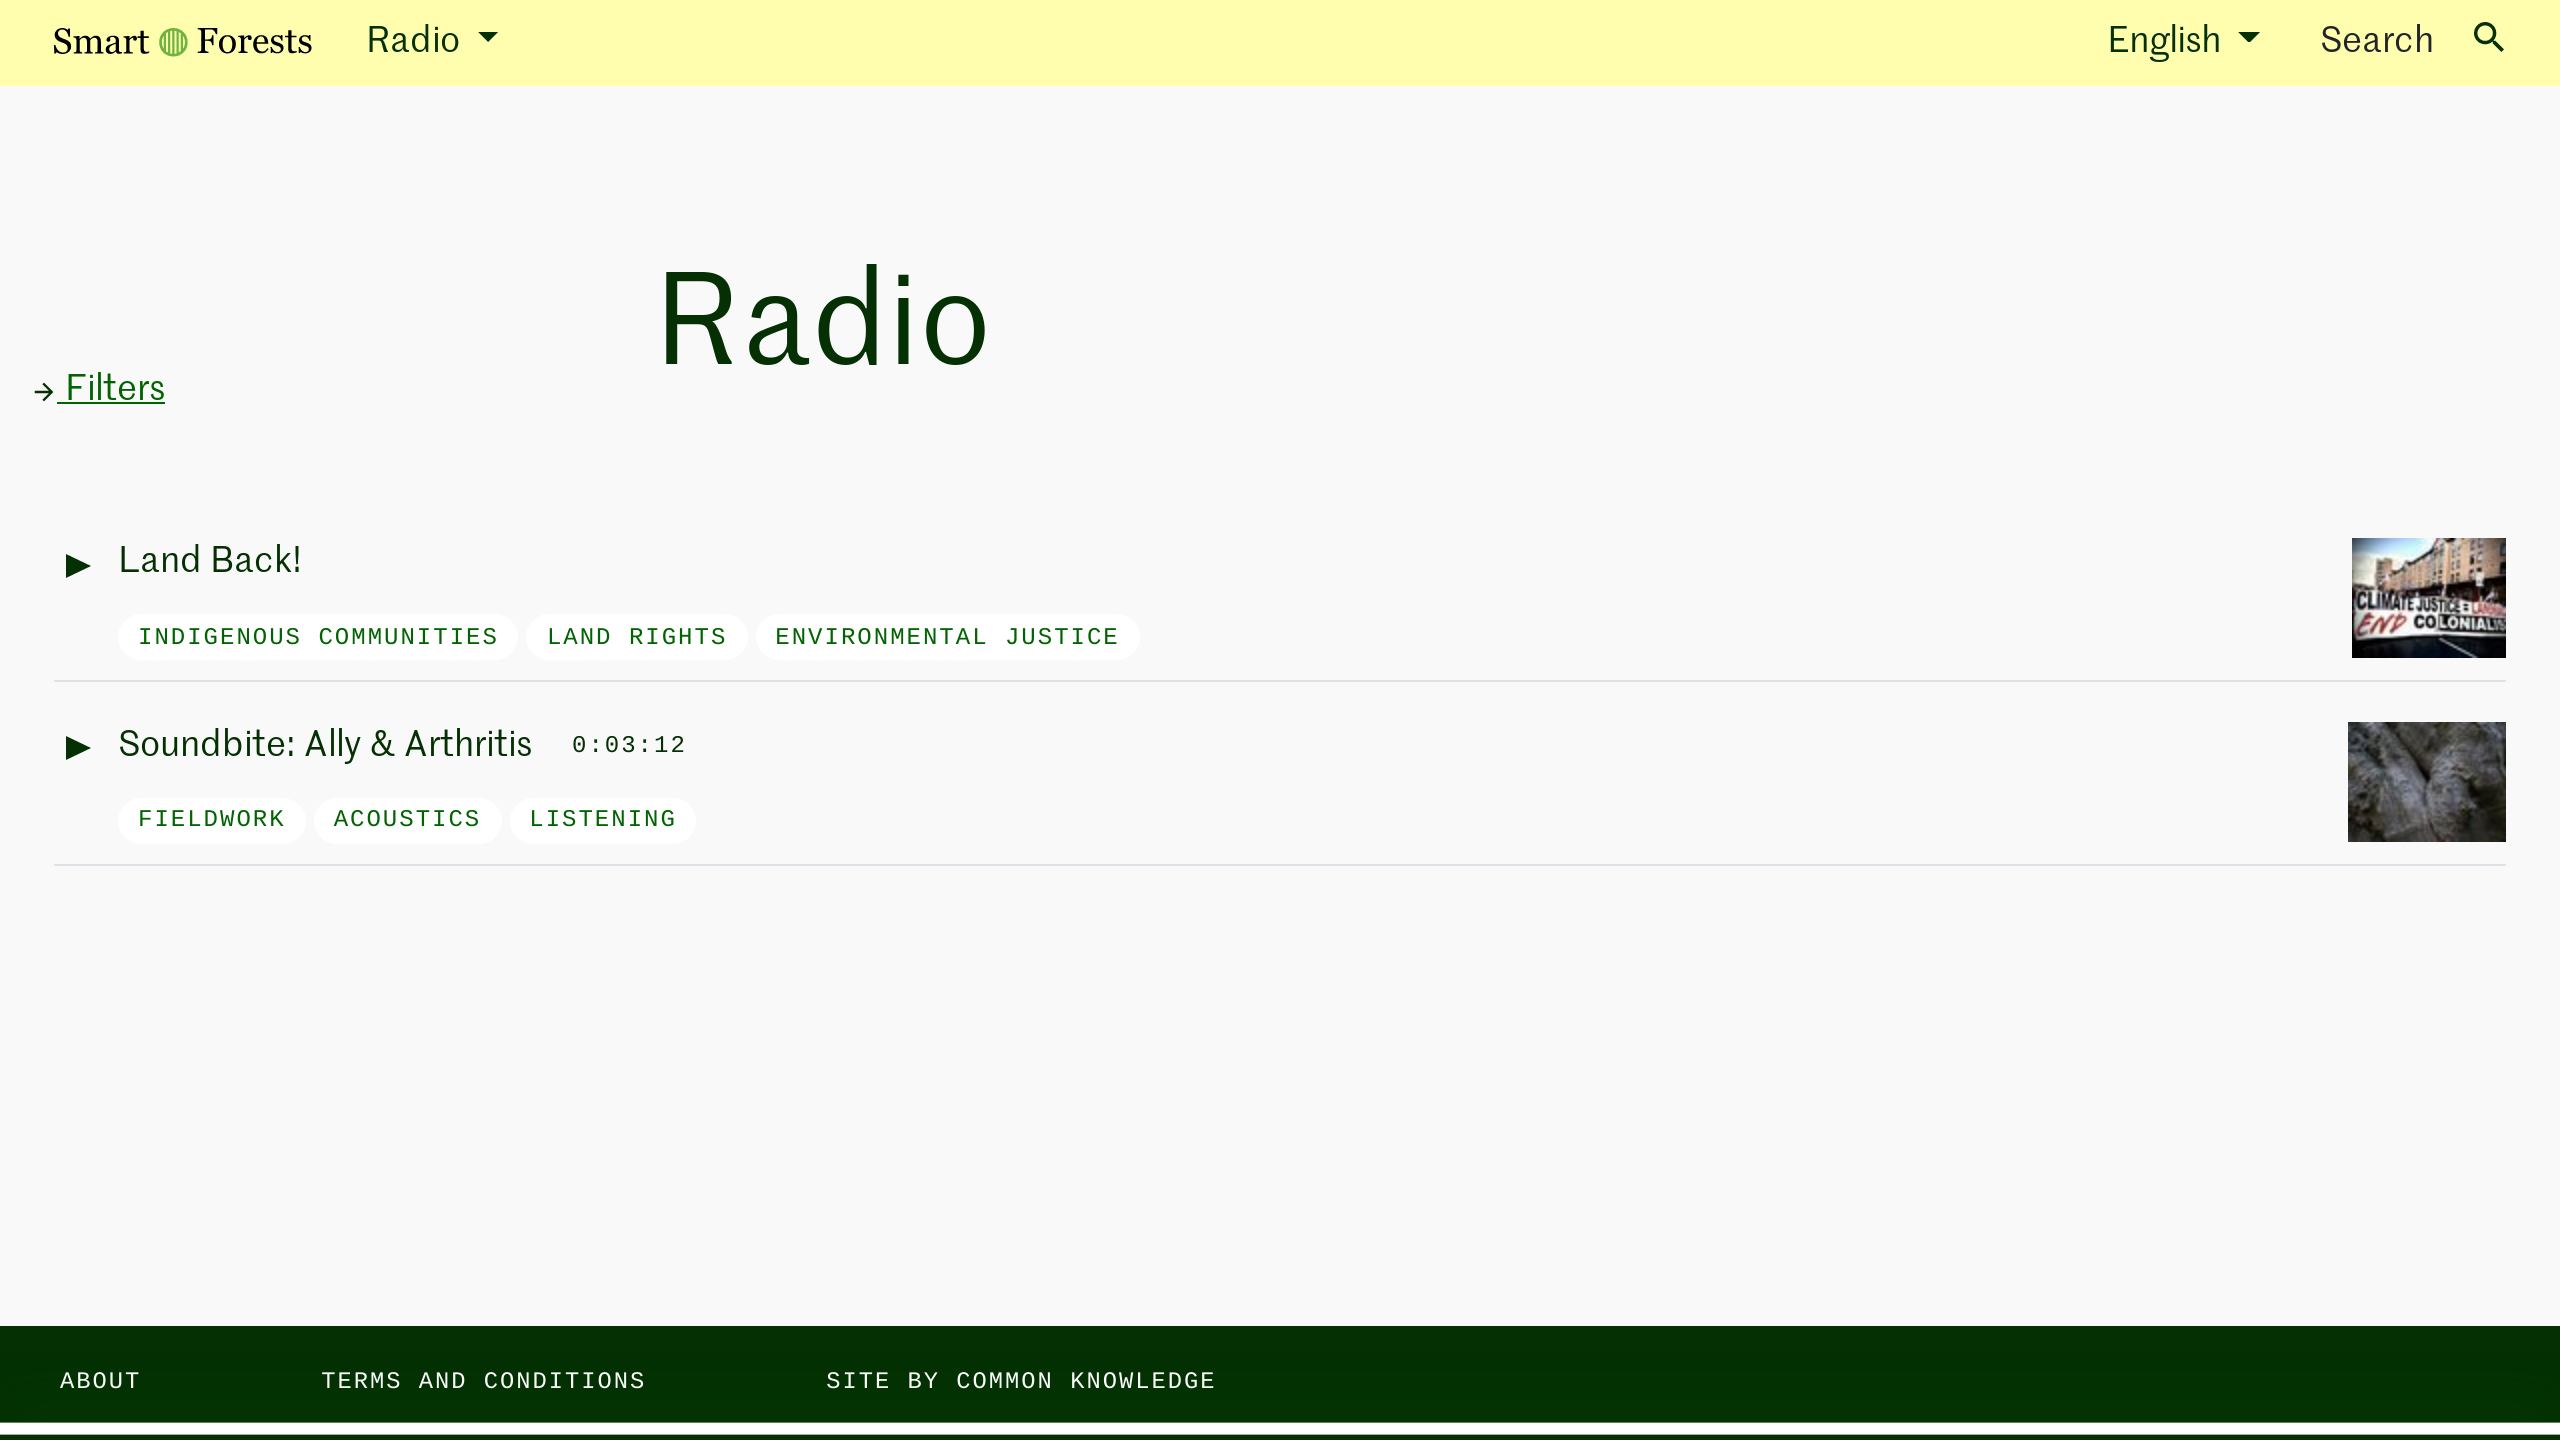 Smart Forests Radio English Search
Radio
Filters
Land Back!
INDIGENOUS COMMUNITIES LAND RIGHTS ENVIRONMENTAL JUSTICE
CLIMATE JUSTICE =
END COLONIALIS
Soundbite: Ally & Arthritis 0:03:12
FIELDWORK ACOUSTICS LISTENING
ABOUT TERMS AND CONDITIONS SITE BY COMMON KNOWLEDGE